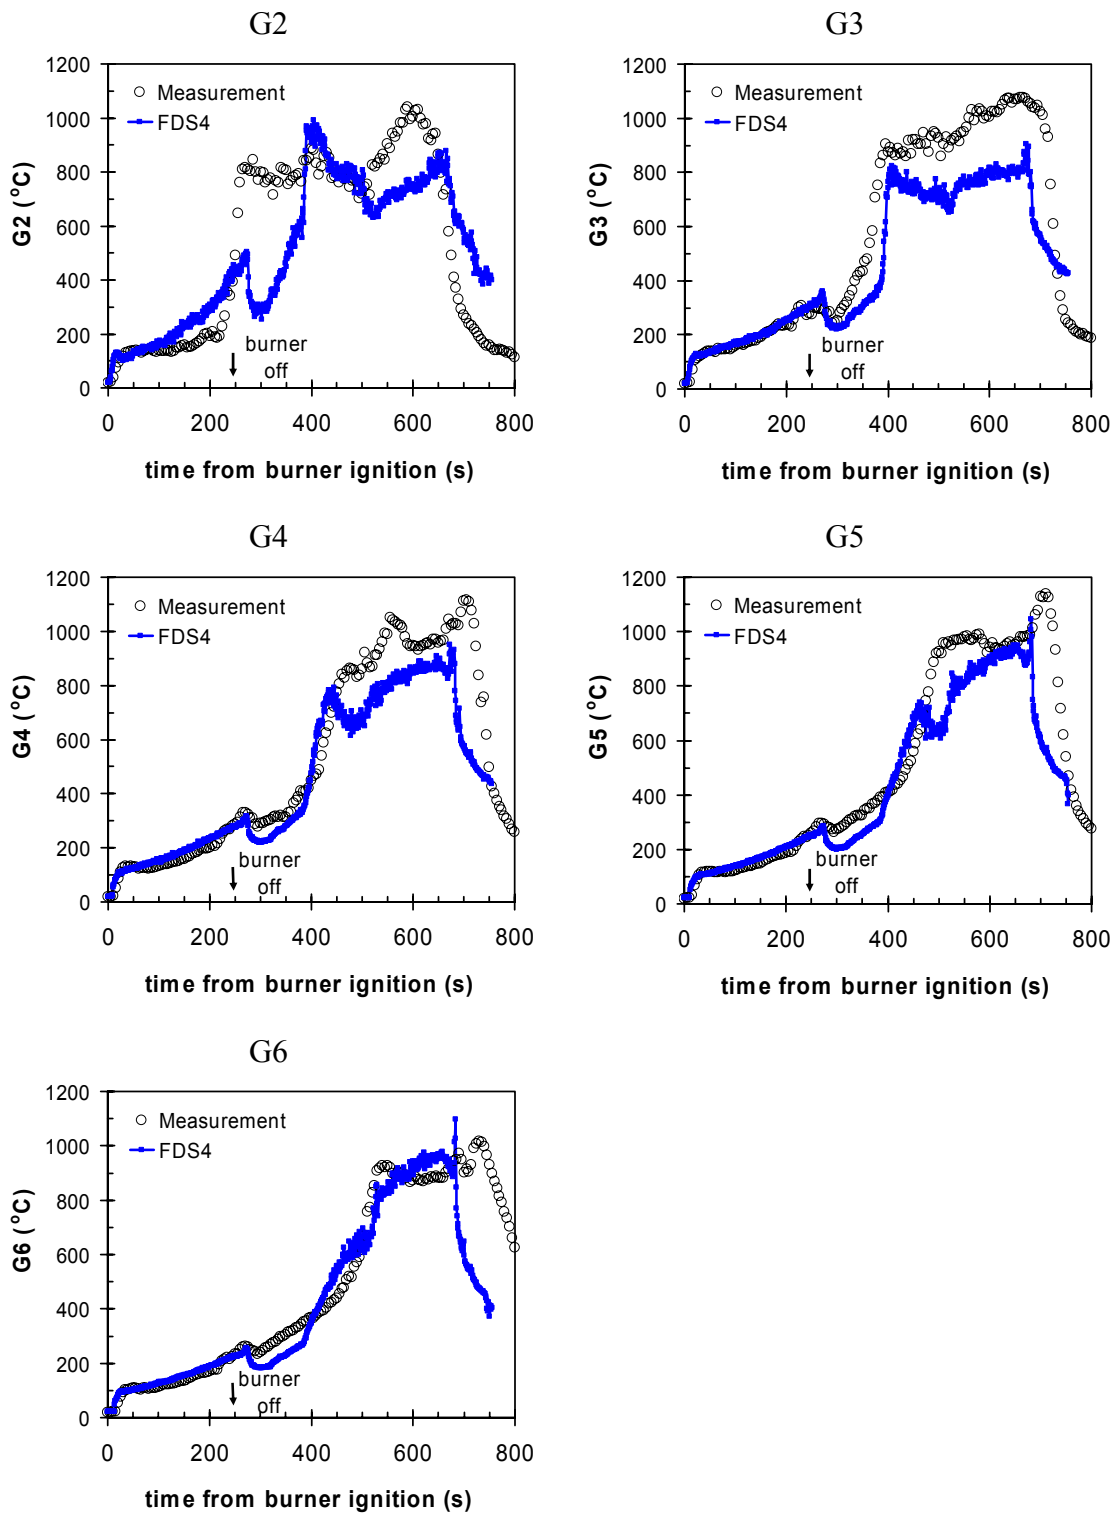 G2
1200
1000
800
600
400
200
0
G2 (°C)
Measurement
FDS4
burner
off
0 200 400 600 800
time from burner ignition (s)
G3
1200
1000
800
600
400
200
0
G3 (°C)
Measurement
FDS4
burner
off
0 200 400 600 800
time from burner ignition (s)
G4
1200
1000
800
600
400
200
0
G4 (°C)
Measurement
FDS4
burner
off
0 200 400 600 800
time from burner ignition (s)
G5
1200
1000
800
600
400
200
0
G5 (°C)
Measurement
FDS4
burner
off
0 200 400 600 800
time from burner ignition (s)
G6
1200
1000
800
600
400
200
0
G6 (°C)
Measurement
FDS4
burner
off
0 200 400 600 800
time from burner ignition (s)